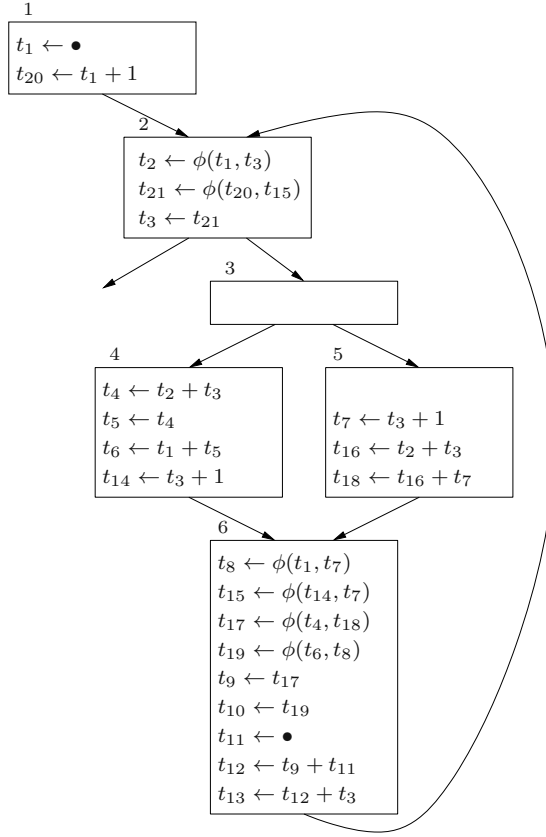 1
t₁ ← •
t₂₀ ← t₁ + 1
2
t₂ ← ϕ(t₁, t₃)
t₂₁ ← ϕ(t₂₀, t₁₅)
t₃ ← t₂₁
3
4
t₄ ← t₂ + t₃
t₅ ← t₄
t₆ ← t₁ + t₅
t₁₄ ← t₃ + 1
5
t₇ ← t₃ + 1
t₁₆ ← t₂ + t₃
t₁₈ ← t₁₆ + t₇
6
t₈ ← ϕ(t₁, t₇)
t₁₅ ← ϕ(t₁₄, t₇)
t₁₇ ← ϕ(t₄, t₁₈)
t₁₉ ← ϕ(t₆, t₈)
t₉ ← t₁₇
t₁₀ ← t₁₉
t₁₁ ← •
t₁₂ ← t₉ + t₁₁
t₁₃ ← t₁₂ + t₃